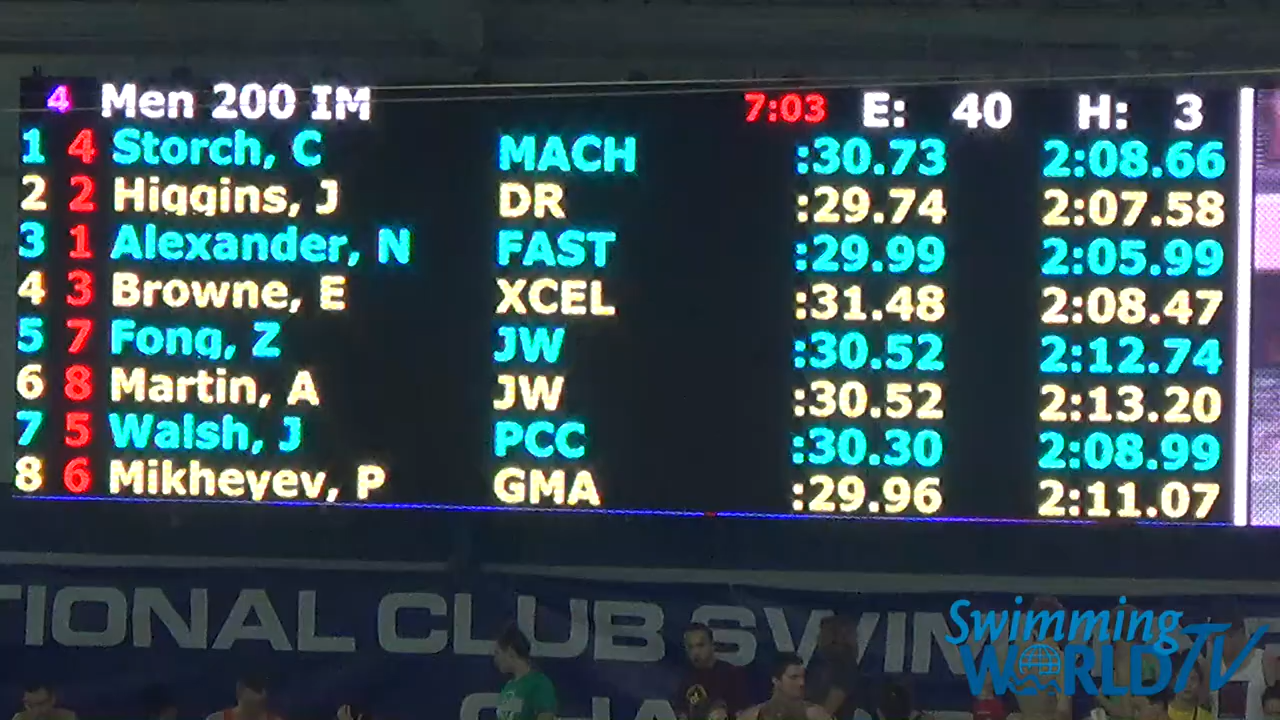 4 Men 200 IM 7:03 E: 40 H: 3
1 4 Storch, C MACH :30.73 2:08.66
2 2 Higgins, J DR :29.74 2:07.58
3 1 Alexander, N FAST :29.99 2:05.99
4 3 Browne, E XCEL :31.48 2:08.47
5 7 Fong, Z JW :30.52 2:12.74
6 8 Martin, A JW :30.52 2:13.20
7 5 Walsh, J PCC :30.30 2:08.99
8 6 Mikheyev, P GMA :29.96 2:11.07
TIONAL CLUB SWIM
CHA
Swimming
WORLD TV